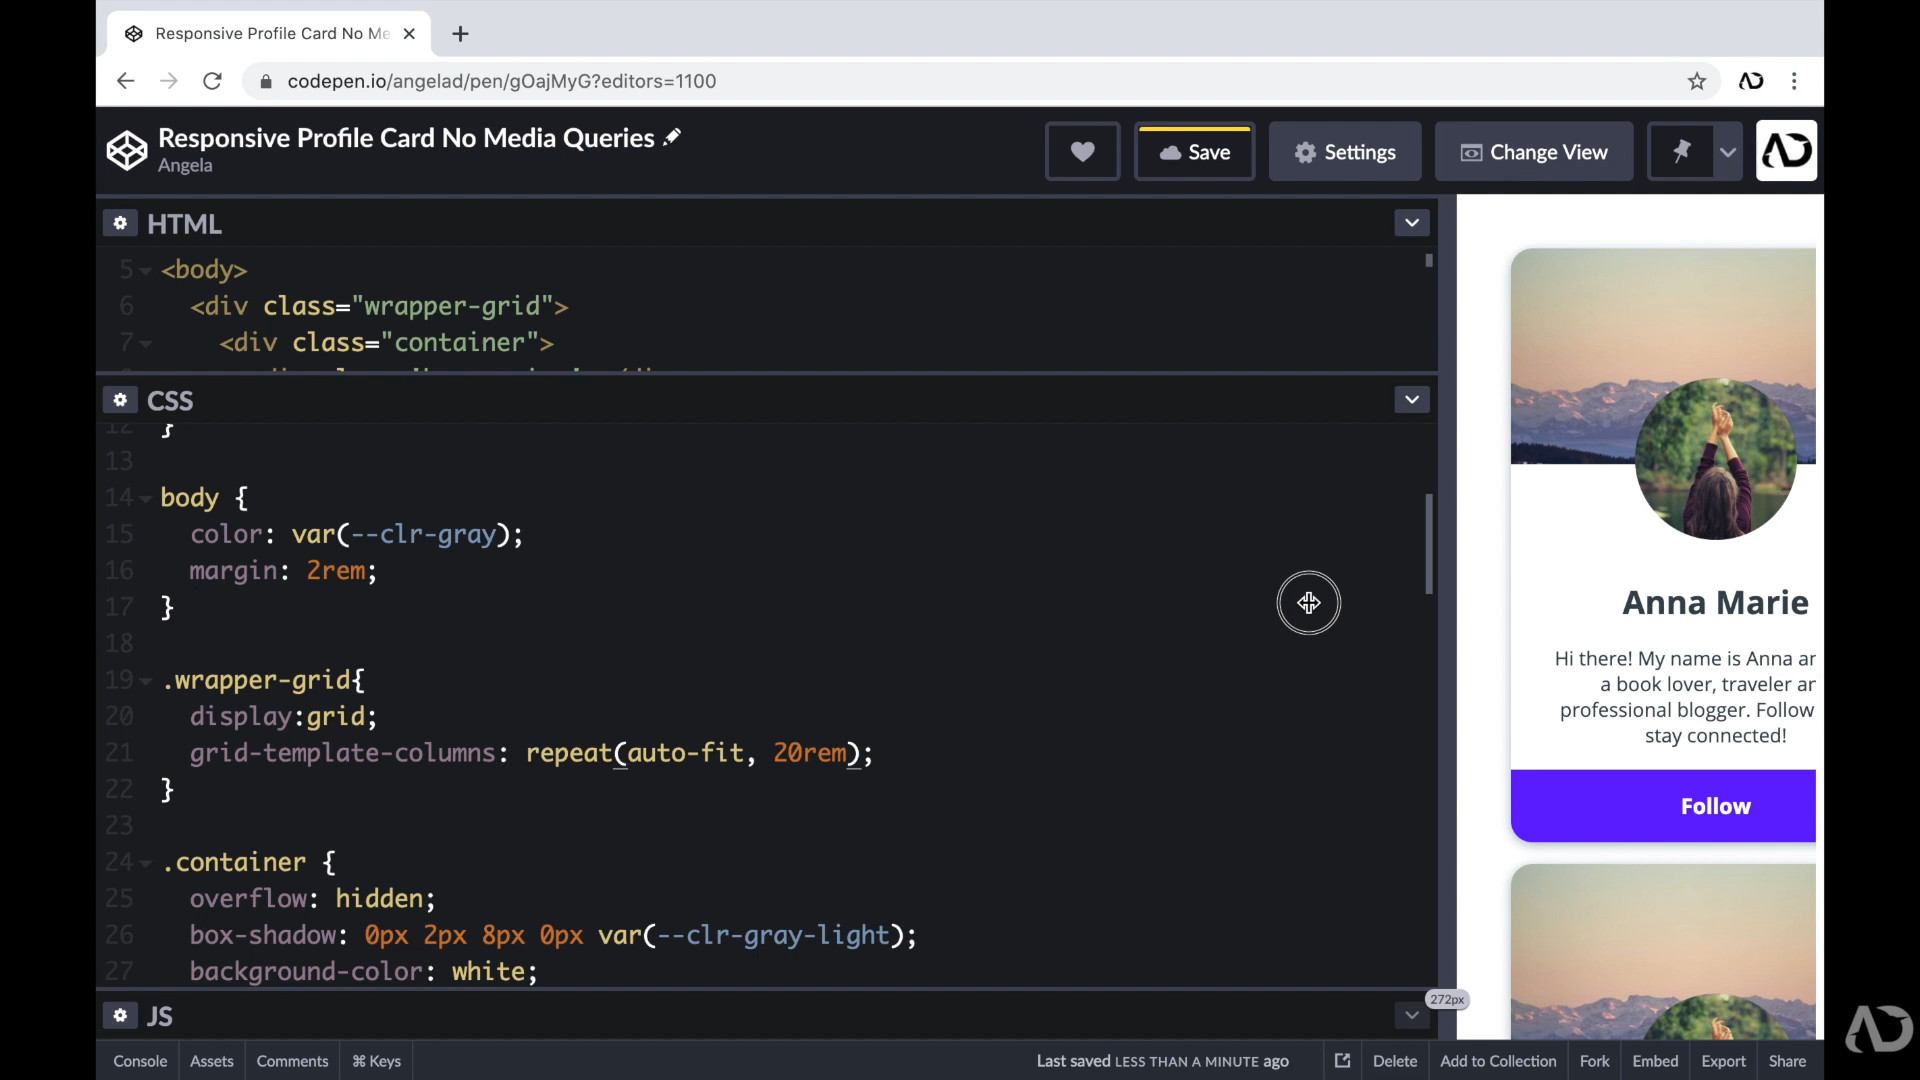 Responsive Profile Card No Me
codepen.io/angelad/pen/gOajMyG?editors=1100
Responsive Profile Card No Media Queries
Angela
Save
Settings
Change View
HTML
5 <body>
6 <div class="wrapper-grid">
7 <div class="container">
CSS
12 }
13
14 body {
15 color: var(--clr-gray);
16 margin: 2rem;
17 }
18
19 .wrapper-grid{
20 display:grid;
21 grid-template-columns: repeat(auto-fit, 20rem);
22 }
23
24 .container {
25 overflow: hidden;
26 box-shadow: 0px 2px 8px 0px var(--clr-gray-light);
27 background-color: white;
Anna Marie
Hi there! My name is Anna
a book lover, traveler
professional blogger. Follow
stay connected!
Follow
272px
JS
Console
Assets
Comments
⌘ Keys
Last saved LESS THAN A MINUTE ago
Delete
Add to Collection
Fork
Embed
Export
Share